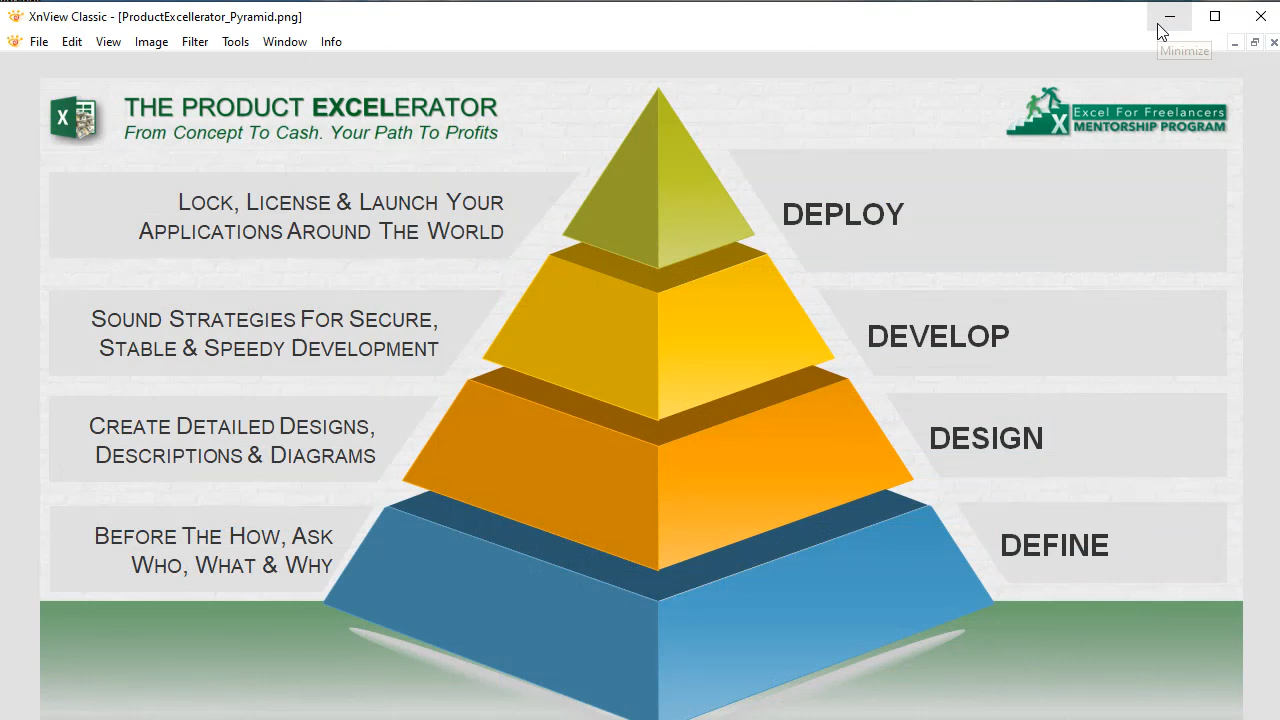 XnView Classic - [ProductExcellerator_Pyramid.png]
File Edit View Image Filter Tools Window Info
Minimize
THE PRODUCT EXCELERATOR
From Concept To Cash. Your Path To Profits
X
Excel For Freelancers
MENTORSHIP PROGRAM
X
LOCK, LICENSE & LAUNCH YOUR
APPLICATIONS AROUND THE WORLD
DEPLOY
SOUND STRATEGIES FOR SECURE,
STABLE & SPEEDY DEVELOPMENT
DEVELOP
CREATE DETAILED DESIGNS,
DESCRIPTIONS & DIAGRAMS
DESIGN
BEFORE THE HOW, ASK
WHO, WHAT & WHY
DEFINE